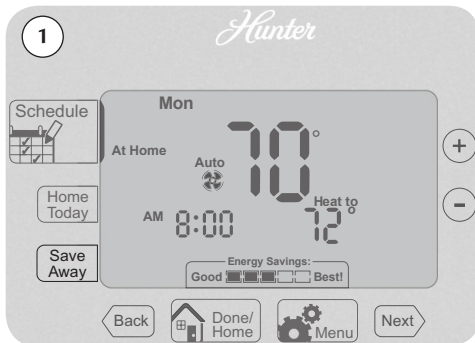 1
Hunter
Schedule
Mon
At Home
Auto
70°
Heat to
72°
AM 8:00
Home
Today
Save
Away
Energy Savings:
Good Best!
+
-
Back
Done/
Home
Menu
Next